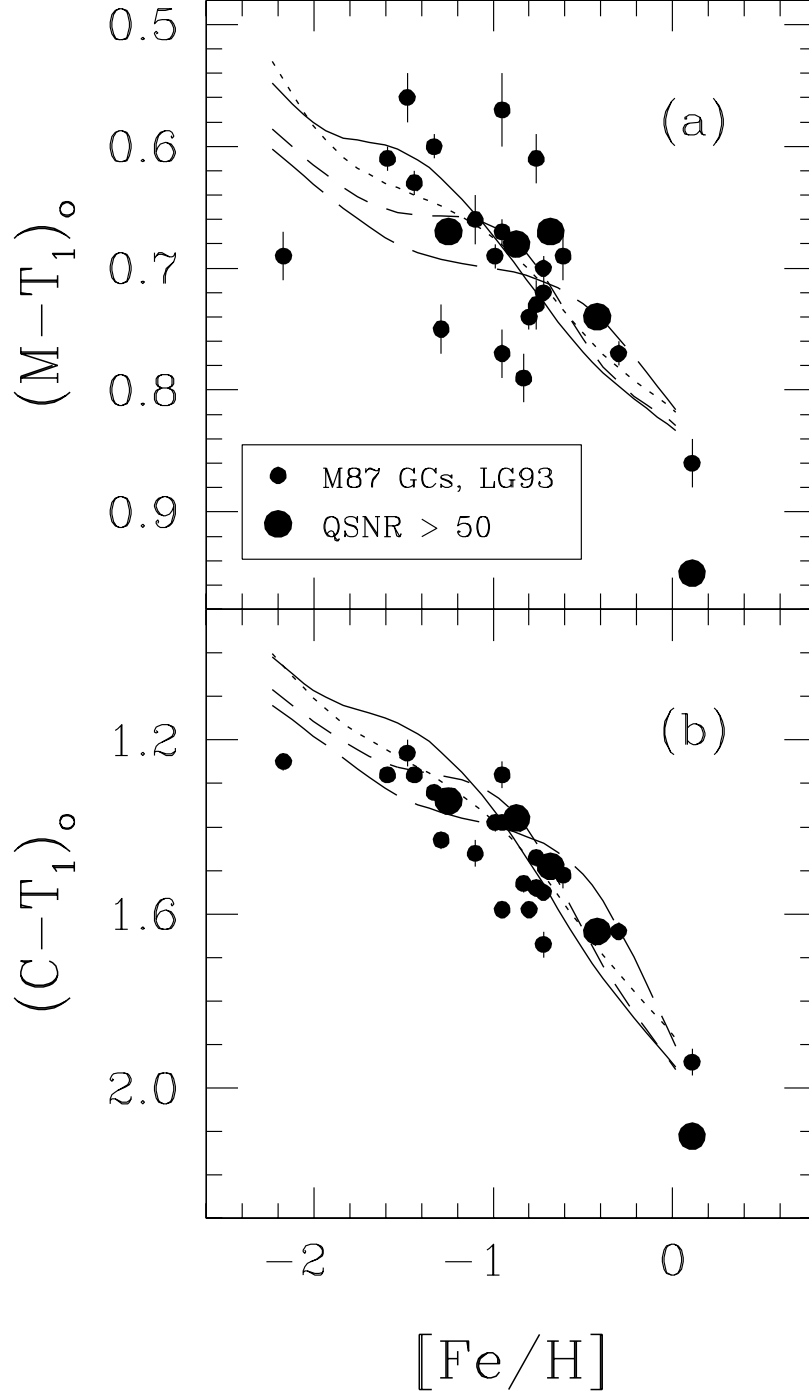 0.5
(a)
0.6
(M−T₁)ₒ
0.7
0.8
M87 GCs, LG93
QSNR > 50
0.9
(b)
1.2
(C−T₁)ₒ
1.6
2.0
−2 −1 0
[Fe/H]